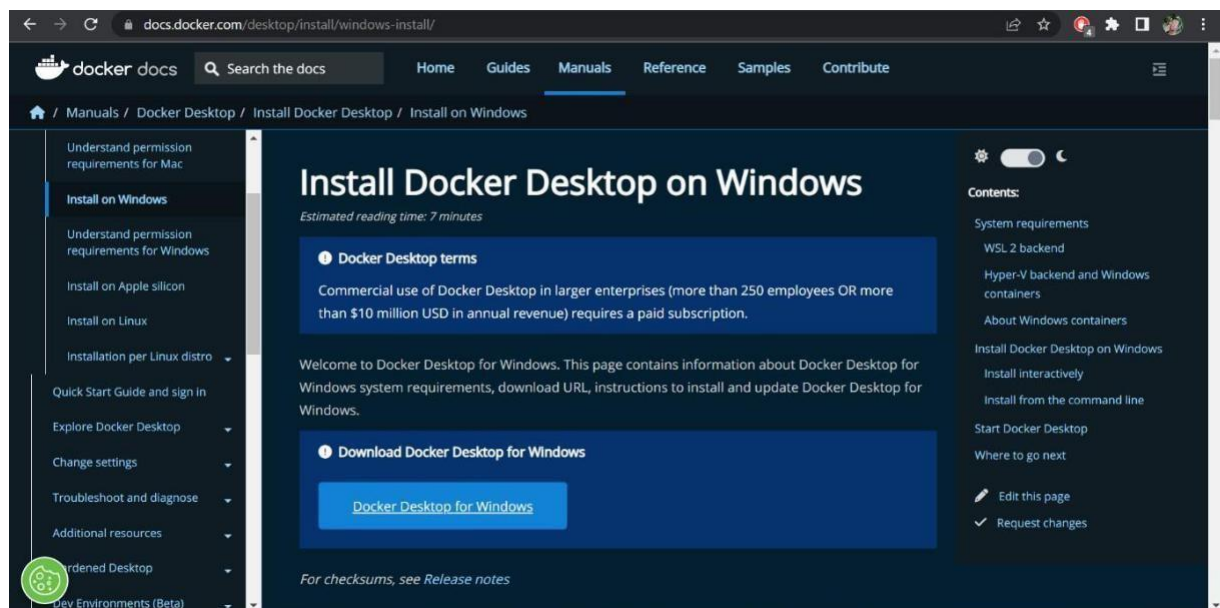 docs.docker.com/desktop/install/windows-install/
4
docker docs
Search the docs
Home
Guides
Manuals
Reference
Samples
Contribute
/ Manuals / Docker Desktop / Install Docker Desktop / Install on Windows
Understand permission
requirements for Mac
Install on Windows
Understand permission
requirements for Windows
Install on Apple silicon
Install on Linux
Installation per Linux distro
Quick Start Guide and sign in
Explore Docker Desktop
Change settings
Troubleshoot and diagnose
Additional resources
rdened Desktop
Dev Environments (Beta)
Install Docker Desktop on Windows
Estimated reading time: 7 minutes
Docker Desktop terms
Commercial use of Docker Desktop in larger enterprises (more than 250 employees OR more
than $10 million USD in annual revenue) requires a paid subscription.
Welcome to Docker Desktop for Windows. This page contains information about Docker Desktop for
Windows system requirements, download URL, instructions to install and update Docker Desktop for
Windows.
Download Docker Desktop for Windows
Docker Desktop for Windows
For checksums, see Release notes
Contents:
System requirements
WSL 2 backend
Hyper-V backend and Windows
containers
About Windows containers
Install Docker Desktop on Windows
Install interactively
Install from the command line
Start Docker Desktop
Where to go next
Edit this page
Request changes